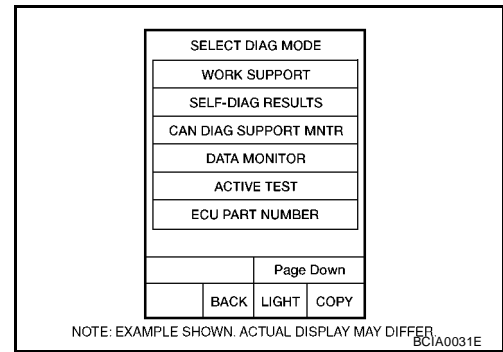 SELECT DIAG MODE
WORK SUPPORT
SELF-DIAG RESULTS
CAN DIAG SUPPORT MNTR
DATA MONITOR
ACTIVE TEST
ECU PART NUMBER
Page Down
BACK LIGHT COPY
NOTE: EXAMPLE SHOWN. ACTUAL DISPLAY MAY DIFFER.
BCIA0031E